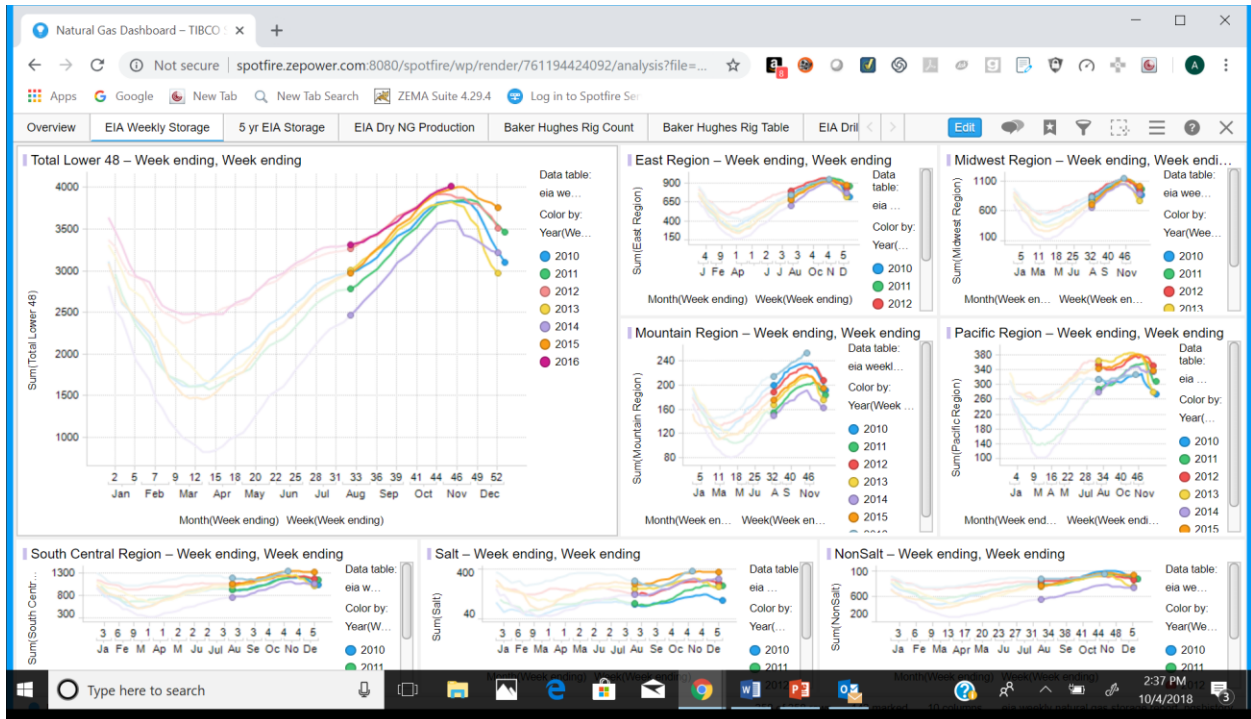 Natural Gas Dashboard – TIBCO
Not secure spotfire.zepower.com:8080/spotfire/wp/render/761194424092/analysis?file=...
Apps Google New Tab New Tab Search ZEMA Suite 4.29.4 Log in to Spotfire
Overview EIA Weekly Storage 5 yr EIA Storage EIA Dry NG Production Baker Hughes Rig Count Baker Hughes Rig Table EIA Dril Edit
Total Lower 48 – Week ending, Week ending
4000
3500
3000
2500
2000
1500
1000
Sum(Total Lower 48)
2 5 7 9 12 15 18 20 22 25 28 31 33 36 39 41 44 46 49 52
Jan Feb Mar Apr May Jun Jul Aug Sep Oct Nov Dec
Month(Week ending) Week(Week ending)
Data table:
eia we...
Color by:
Year(We...
2010
2011
2012
2013
2014
2015
2016
East Region – Week ending, Week ending
900
650
400
150
Sum(East Region)
4 9 1 1 2 2 3 4 4 5
J Fe Ap J J Au Oc N D
Month(Week ending) Week(Week ending)
Data
table:
eia ...
Color by:
Year(...
2010
2011
2012
Midwest Region – Week ending, Week endi...
1100
600
100
Sum(Midwest Region)
5 11 18 25 32 40 46
Ja Ma M Jul A S Nov
Month(Week en... Week(Week en...
Data table:
eia wee...
Color by:
Year(Wee...
2010
2011
2012
2013
Mountain Region – Week ending, Week ending
240
200
160
120
80
Sum(Mountain Region)
5 11 18 25 32 40 46
Ja Ma M Ju A S Nov
Month(Week en... Week(Week en...
Data table:
eia weekl...
Color by:
Year(Week ...
2010
2011
2012
2013
2014
2015
Pacific Region – Week ending, Week ending
380
340
300
260
220
180
140
100
Sum(Pacific Region)
4 9 16 22 28 34 40 46
Ja M A M Jul Au Oc Nov
Month(Week end... Week(Week endi...
Data
table:
eia ...
Color by:
Year(...
2010
2011
2012
2013
2014
2015
South Central Region – Week ending, Week ending
1300
800
300
Sum(South Centr...
3 6 9 1 1 2 2 2 3 3 3 4 4 5
Ja Fe M Ap M Ju Jul Au Se Oc No De
Data table:
eia w...
Color by:
Year(W...
2010
2011
Salt – Week ending, Week ending
400
40
Sum(Salt)
3 6 9 1 1 2 2 2 3 3 3 4 4 5
Ja Fe Ma Ap Ma Ju Jul Au Se Oc No De
Data table
eia we...
Color by:
Year(...
2010
2011
NonSalt – Week ending, Week ending
100
600
200
Sum(NonSalt)
3 6 9 13 17 20 23 27 31 34 38 41 44 48 5
Ja Fe Ma Ap Ma Ju Jul Au Se Oc No De
Data table:
eia we...
Color by:
Year(We...
2010
2011
Type here to search
2:37 PM
10/4/2018